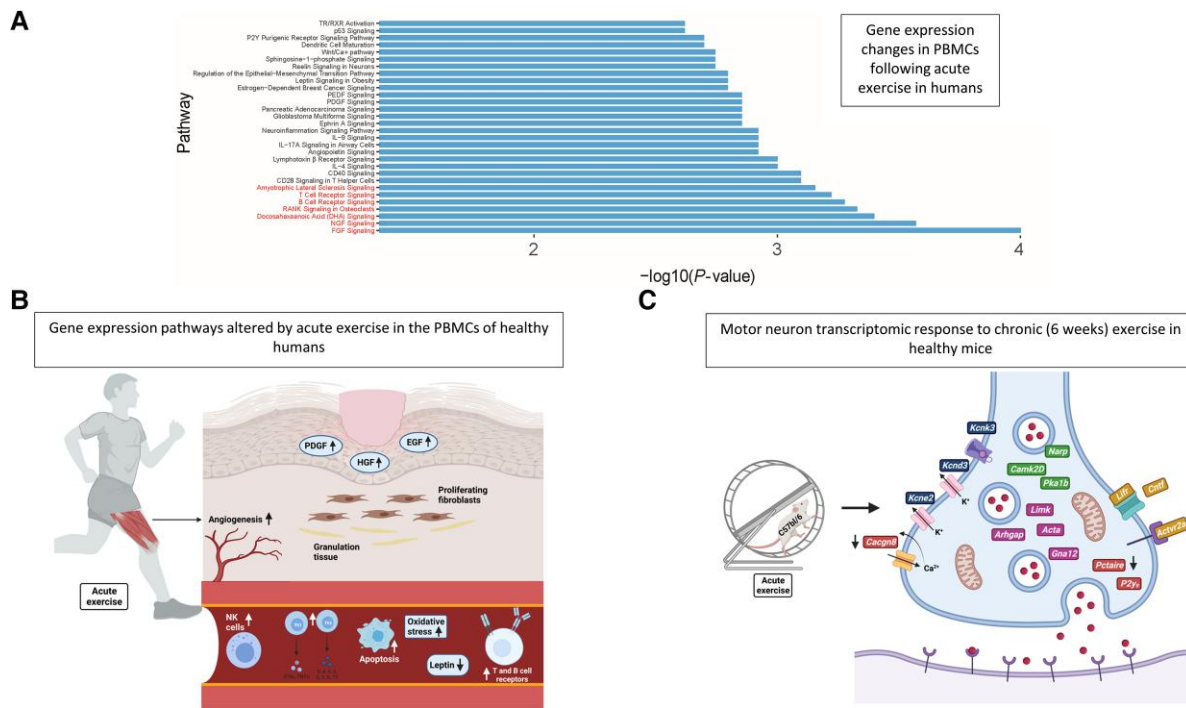 A
Gene expression
changes in PBMCs
following acute
exercise in humans
Pathway
TR/RXR Activation
p53 Signaling
P2Y Purigenic Receptor Signaling Pathway
Dendritic Cell Maturation
Wnt/Ca+ pathway
Sphingosine-1-phosphate Signaling
Reelin Signaling in Neurons
Regulation of the Epithelial-Mesenchymal Transition Pathway
Leptin Signaling in Obesity
Estrogen-Dependent Breast Cancer Signaling
PEDF Signaling
PDGF Signaling
Pancreatic Adenocarcinoma Signaling
Glioblastoma Multiforme Signaling
Ephrin A Signaling
Neuroinflammation Signaling Pathway
IL-9 Signaling
IL-17A Signaling in Airway Cells
Angiopoietin Signaling
Lymphotoxin β Receptor Signaling
IL-4 Signaling
CD40 Signaling
CD28 Signaling in T Helper Cells
Amyotrophic Lateral Sclerosis Signaling
T Cell Receptor Signaling
B Cell Receptor Signaling
RANK Signaling in Osteoclasts
Docosahexaenoic Acid (DHA) Signaling
NGF Signaling
FGF Signaling
2 3 4
−log10(P-value)
B
Gene expression pathways altered by acute exercise in the PBMCs of healthy
humans
PDGF
EGF
HGF
Proliferating
fibroblasts
Angiogenesis
Granulation
tissue
Acute
exercise
NK
cells
Apoptosis
Oxidative
stress
Leptin
T and B cell
receptors
C
Motor neuron transcriptomic response to chronic (6 weeks) exercise in
healthy mice
Kcnk3
Narp
Kcnd3
Camk2D
Pka1b
Lifr
Cntf
Kcne2
K+
Limk
C57bl/6
K+
Arhgap
Acta
Actvr2a
Cacgn8
Gna12
Ca2+
Pctaire
P2y
Acute
exercise